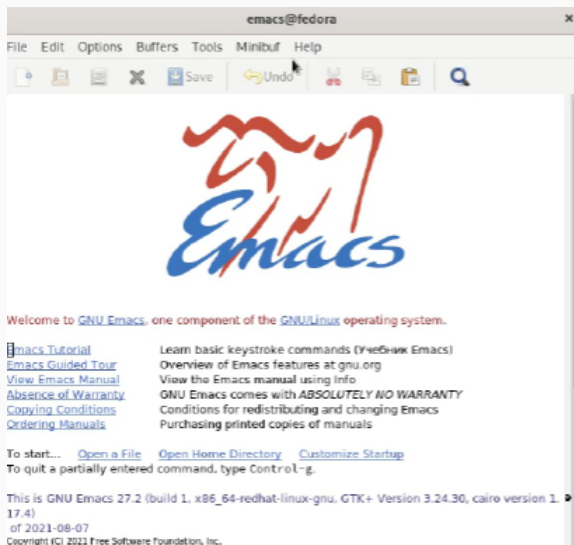 emacs@fedora
File Edit Options Buffers Tools Minibuf Help
Save Undo
Emacs
Welcome to GNU Emacs, one component of the GNU/Linux operating system.
Emacs Tutorial Learn basic keystroke commands (Учебник Emacs)
Emacs Guided Tour Overview of Emacs features at gnu.org
View Emacs Manual View the Emacs manual using Info
Absence of Warranty GNU Emacs comes with ABSOLUTELY NO WARRANTY
Copying Conditions Conditions for redistributing and changing Emacs
Ordering Manuals Purchasing printed copies of manuals
To start... Open a File Open Home Directory Customize Startup
To quit a partially entered command, type Control-g.
This is GNU Emacs 27.2 (build 1, x86_64-redhat-linux-gnu, GTK+ Version 3.24.30, cairo version 1.
17.4)
of 2021-08-07
Copyright (C) 2021 Free Software Foundation, Inc.